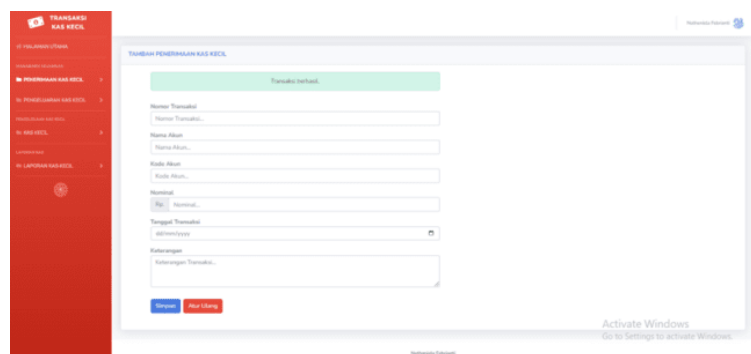 TRANSAKSI
KAS KECIL
HALAMAN UTAMA
PENERIMAAN KAS KECIL
PENGELUARAN KAS KECIL
KAS KECIL
LAPORAN KAS KECIL
TAMBAH PENERIMAAN KAS KECIL
Transaksi berhasil.
Nomor Transaksi
Nomor Transaksi...
Nama Akun
Nama Akun...
Kode Akun
Kode Akun...
Nominal
Rp Nominal...
Tanggal Transaksi
dd/mm/yyyy
Keterangan
Keterangan Transaksi...
Simpan Atur Ulang
Activate Windows
Go to Settings to activate Windows.